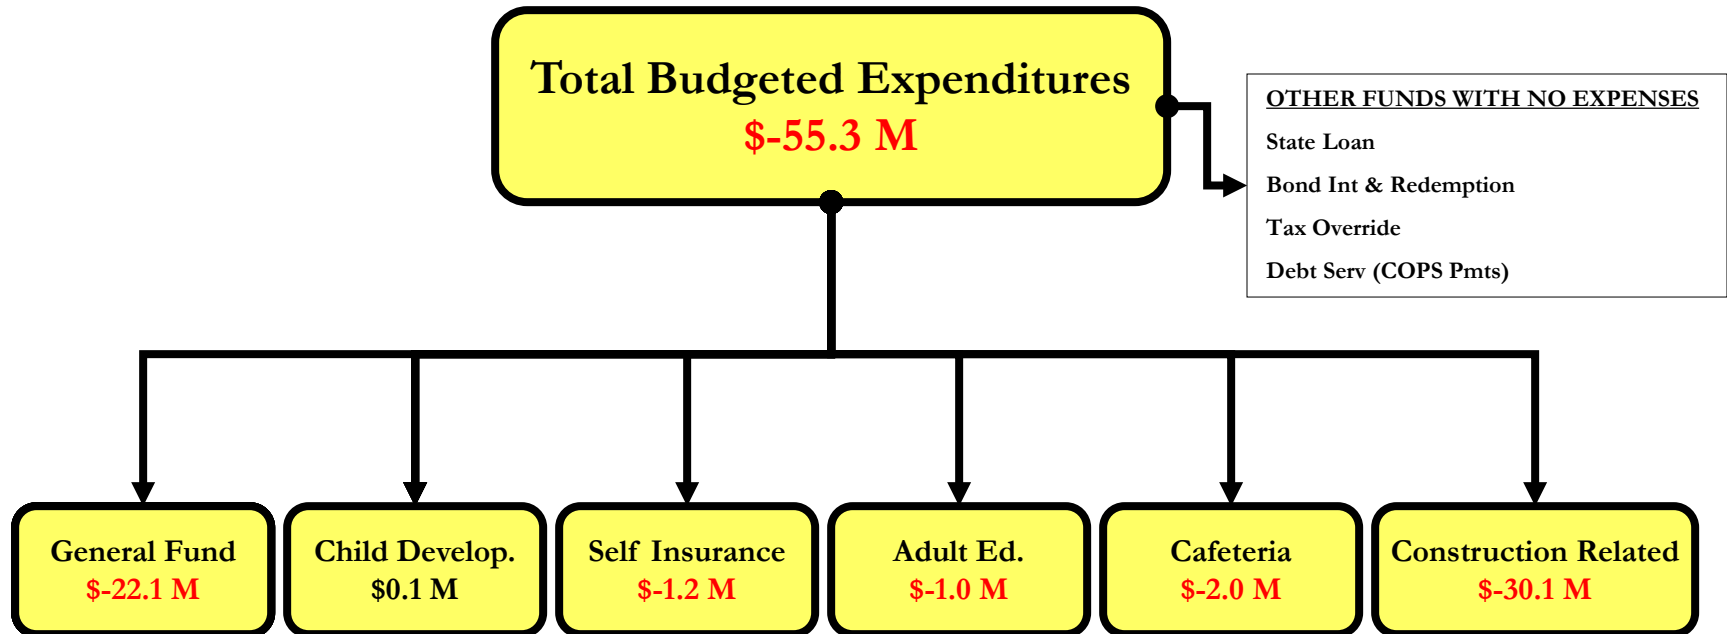 Total Budgeted Expenditures
$-55.3 M
OTHER FUNDS WITH NO EXPENSES
State Loan
Bond Int & Redemption
Tax Override
Debt Serv (COPS Pmts)
General Fund
$-22.1 M
Child Develop.
$0.1 M
Self Insurance
$-1.2 M
Adult Ed.
$-1.0 M
Cafeteria
$-2.0 M
Construction Related
$-30.1 M